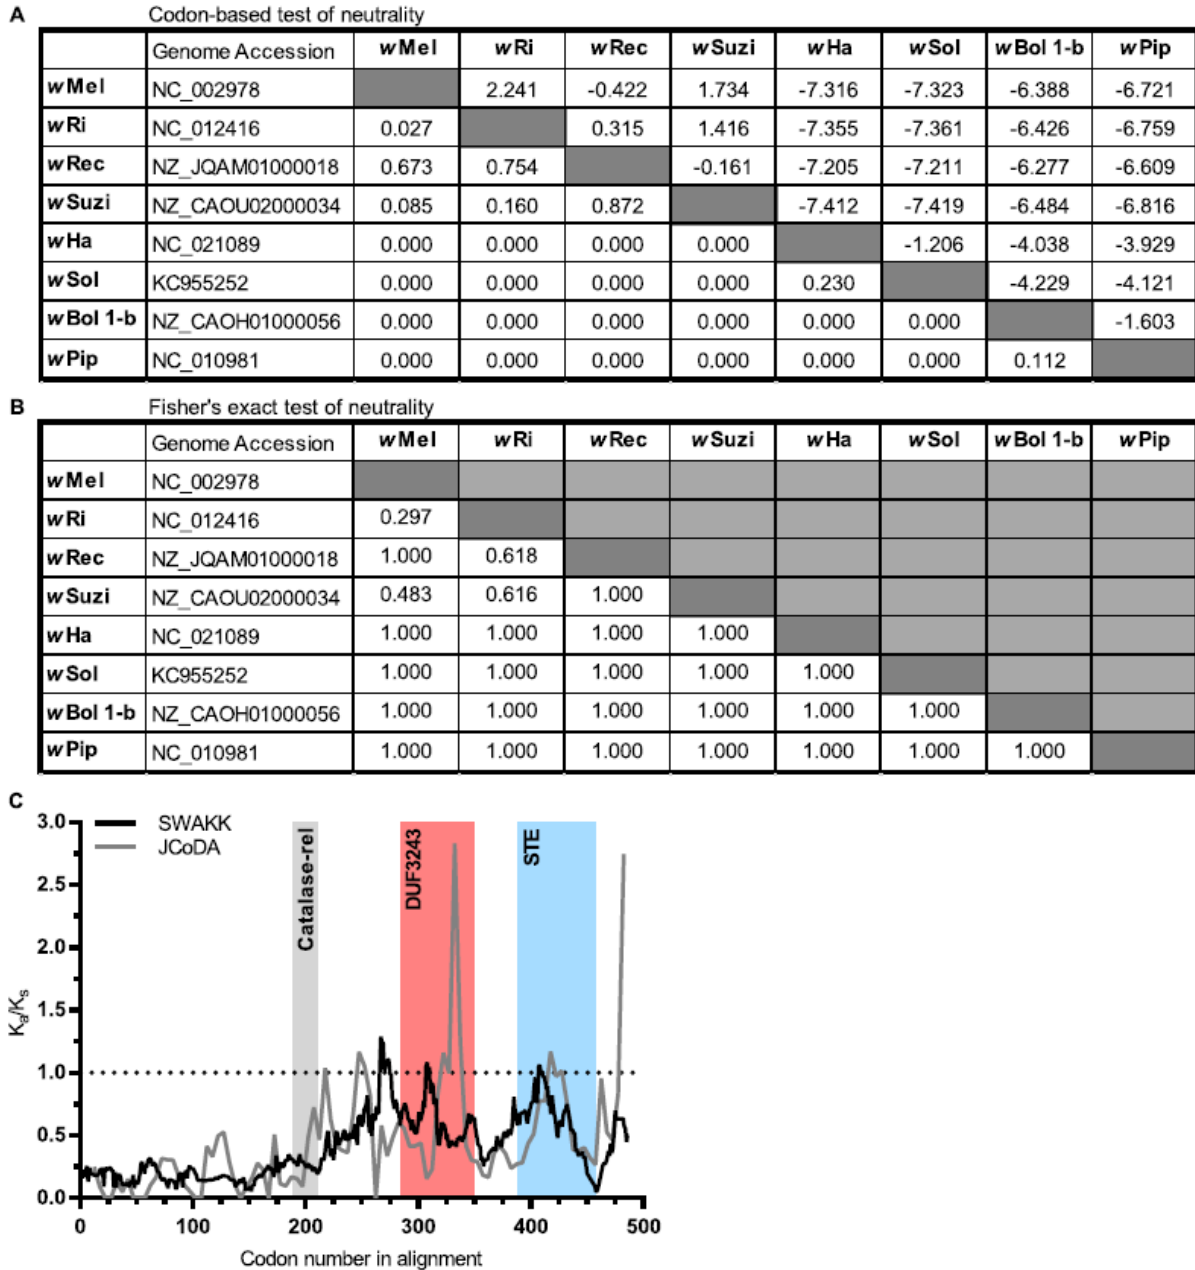 A Codon-based test of neutrality
Genome Accession wMel wRi wRec wSuzi wHa wSol wBol 1-b wPip
wMel NC_002978 2.241 -0.422 1.734 -7.316 -7.323 -6.388 -6.721
wRi NC_012416 0.027 0.315 1.416 -7.355 -7.361 -6.426 -6.759
wRec NZ_JQAM01000018 0.673 0.754 -0.161 -7.205 -7.211 -6.277 -6.609
wSuzi NZ_CAOU02000034 0.085 0.160 0.872 -7.412 -7.419 -6.484 -6.816
wHa NC_021089 0.000 0.000 0.000 0.000 -1.206 -4.038 -3.929
wSol KC955252 0.000 0.000 0.000 0.000 0.230 -4.229 -4.121
wBol 1-b NZ_CAOH01000056 0.000 0.000 0.000 0.000 0.000 0.000 -1.603
wPip NC_010981 0.000 0.000 0.000 0.000 0.000 0.000 0.112
B Fisher's exact test of neutrality
Genome Accession wMel wRi wRec wSuzi wHa wSol wBol 1-b wPip
wMel NC_002978
wRi NC_012416 0.297
wRec NZ_JQAM01000018 1.000 0.618
wSuzi NZ_CAOU02000034 0.483 0.616 1.000
wHa NC_021089 1.000 1.000 1.000 1.000
wSol KC955252 1.000 1.000 1.000 1.000 1.000
wBol 1-b NZ_CAOH01000056 1.000 1.000 1.000 1.000 1.000 1.000
wPip NC_010981 1.000 1.000 1.000 1.000 1.000 1.000 1.000
C
SWAKK
JCoDA
Catalase-rel
DUF3243
STE
3.0
2.5
2.0
1.5
1.0
0.5
0.0
Ka/Ks
0 100 200 300 400 500
Codon number in alignment